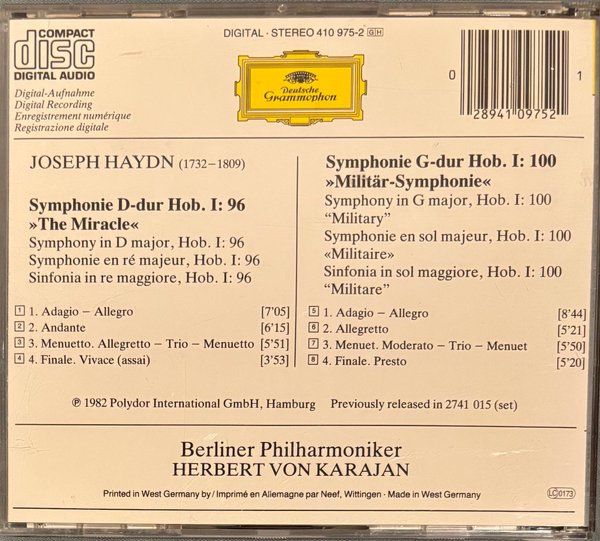 COMPACT
disc
DIGITAL AUDIO
DIGITAL · STEREO 410 975-2 GH
Deutsche
Grammophon
0 28941 09752 1
Digital-Aufnahme
Digital Recording
Enregistrement numérique
Registrazione digitale
JOSEPH HAYDN (1732–1809)
Symphonie D-dur Hob. I: 96
»The Miracle«
Symphony in D major, Hob. I: 96
Symphonie en ré majeur, Hob. I: 96
Sinfonia in re maggiore, Hob. I: 96
1 1. Adagio – Allegro [7'05]
2 2. Andante [6'15]
3 3. Menuetto. Allegretto – Trio – Menuetto [5'51]
4 4. Finale. Vivace (assai) [3'53]
Symphonie G-dur Hob. I: 100
»Militär-Symphonie«
Symphony in G major, Hob. I: 100
“Military”
Symphonie en sol majeur, Hob. I: 100
«Militaire»
Sinfonia in sol maggiore, Hob. I: 100
“Militare”
5 1. Adagio – Allegro [8'44]
6 2. Allegretto [5'21]
7 3. Menuet. Moderato – Trio – Menuet [5'50]
8 4. Finale. Presto [5'20]
℗ 1982 Polydor International GmbH, Hamburg Previously released in 2741 015 (set)
Berliner Philharmoniker
HERBERT VON KARAJAN
Printed in West Germany by / Imprimé en Allemagne par Neef, Wittingen · Made in West Germany
LC 0173